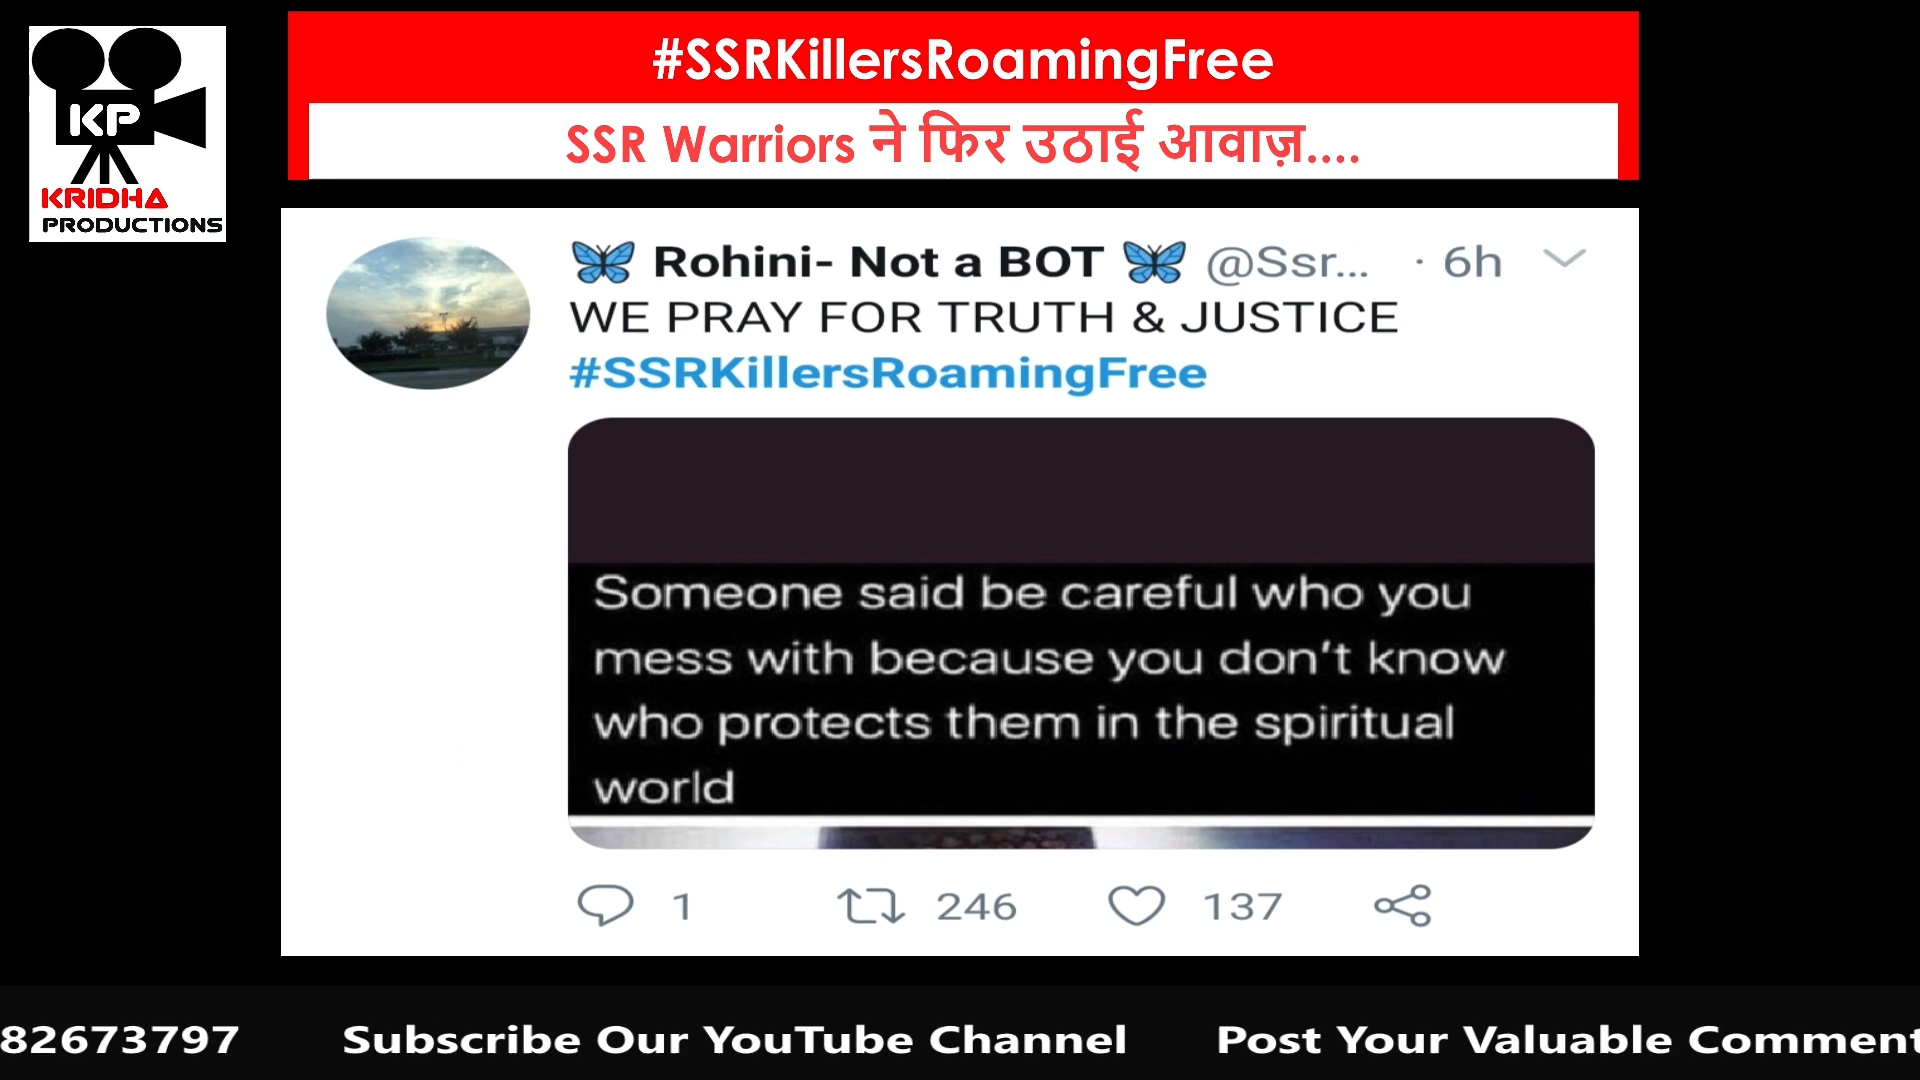 #SSRKillersRoamingFree
SSR Warriors ने फिर उठाई आवाज़....
KP
KRIDHA
PRODUCTIONS
🦋 Rohini- Not a BOT 🦋 @Ssr... · 6h
WE PRAY FOR TRUTH & JUSTICE
#SSRKillersRoamingFree
Someone said be careful who you
mess with because you don't know
who protects them in the spiritual
world
1 246 137
82673797 Subscribe Our YouTube Channel Post Your Valuable Comment